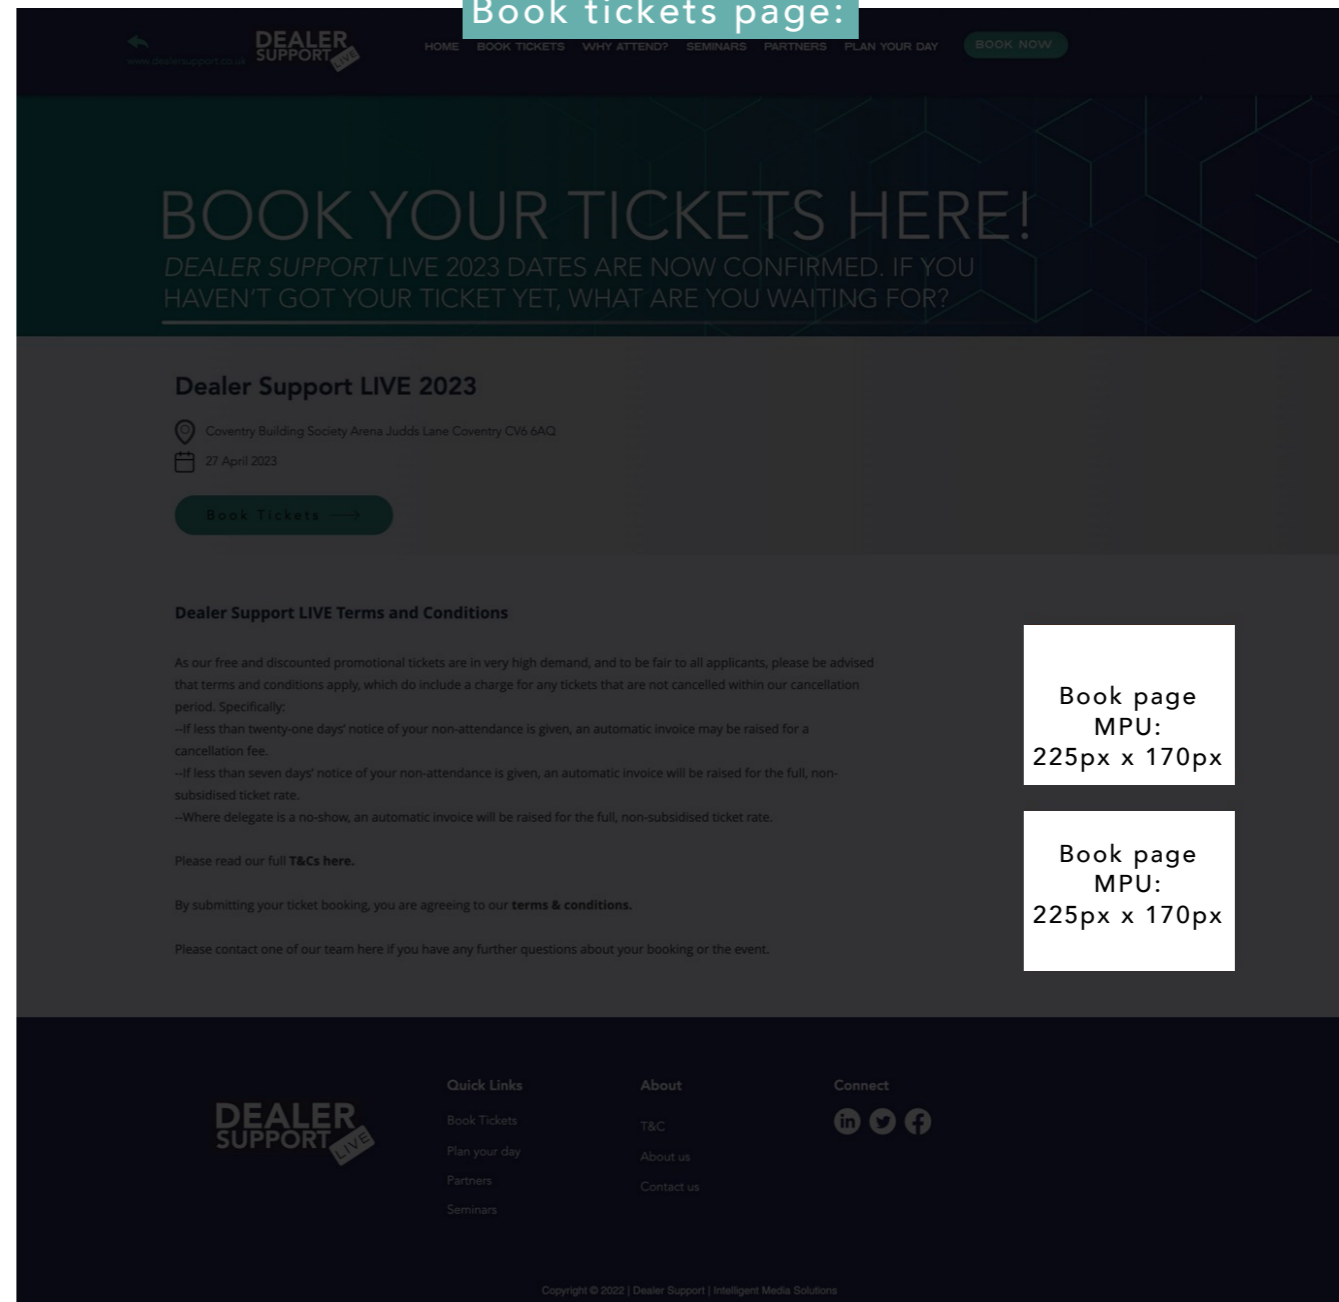 Book tickets page:
www.dealersupport.co.uk
DEALER
SUPPORT
LIVE
HOME BOOK TICKETS WHY ATTEND? SEMINARS PARTNERS PLAN YOUR DAY BOOK NOW
BOOK YOUR TICKETS HERE!
DEALER SUPPORT LIVE 2023 DATES ARE NOW CONFIRMED. IF YOU
HAVEN'T GOT YOUR TICKET YET, WHAT ARE YOU WAITING FOR?
Dealer Support LIVE 2023
Coventry Building Society Arena Judds Lane Coventry CV6 6AQ
27 April 2023
Book Tickets
Dealer Support LIVE Terms and Conditions
As our free and discounted promotional tickets are in very high demand, and to be fair to all applicants, please be advised
that terms and conditions apply, which do include a charge for any tickets that are not cancelled within our cancellation
period. Specifically:
--If less than twenty-one days' notice of your non-attendance is given, an automatic invoice may be raised for a
cancellation fee.
--If less than seven days' notice of your non-attendance is given, an automatic invoice will be raised for the full, non-
subsidised ticket rate.
--Where delegate is a no-show, an automatic invoice will be raised for the full, non-subsidised ticket rate.
Please read our full T&Cs here.
By submitting your ticket booking, you are agreeing to our terms & conditions.
Please contact one of our team here if you have any further questions about your booking or the event.
Book page
MPU:
225px x 170px
Book page
MPU:
225px x 170px
DEALER
SUPPORT
LIVE
Quick Links
Book Tickets
Plan your day
Partners
Seminars
About
T&C
About us
Contact us
Connect
Copyright © 2022 | Dealer Support | Intelligent Media Solutions